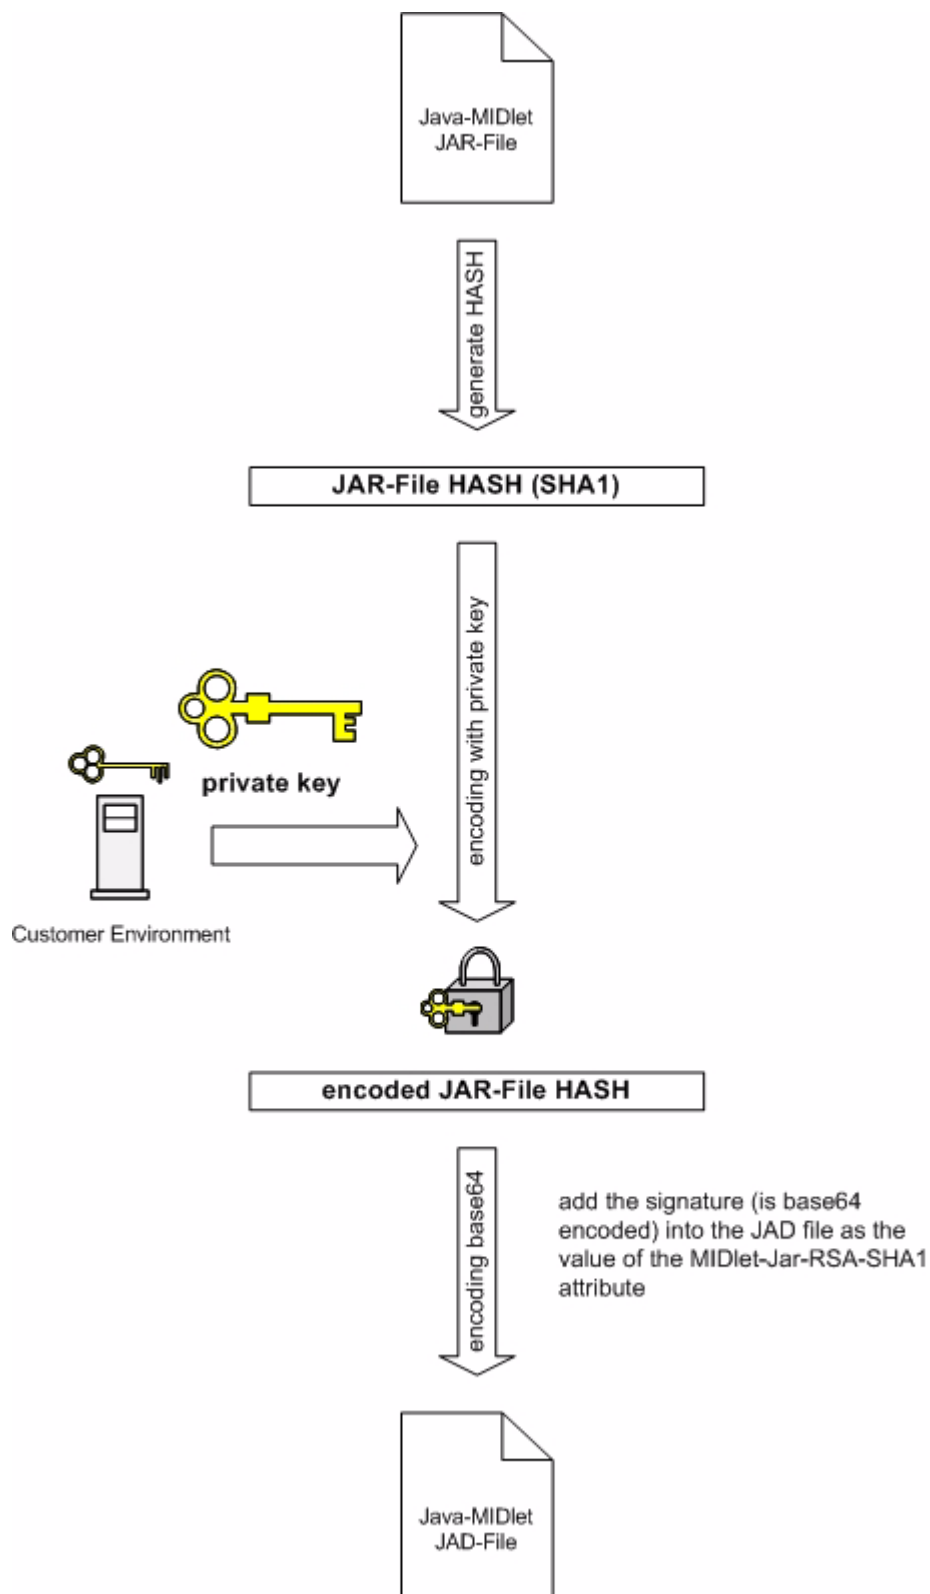 Java-MIDlet
JAR-File
generate HASH
JAR-File HASH (SHA1)
encoding with private key
private key
Customer Environment
encoded JAR-File HASH
encoding base64
add the signature (is base64
encoded) into the JAD file as the
value of the MIDlet-Jar-RSA-SHA1
attribute
Java-MIDlet
JAD-File